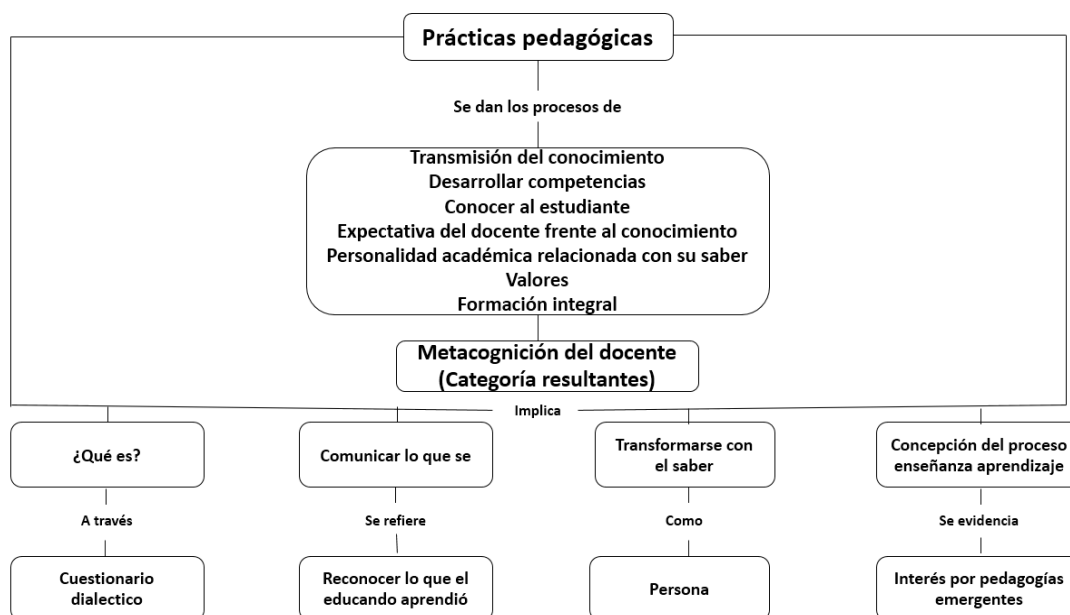 Prácticas pedagógicas
Se dan los procesos de
Transmisión del conocimiento
Desarrollar competencias
Conocer al estudiante
Expectativa del docente frente al conocimiento
Personalidad académica relacionada con su saber
Valores
Formación integral
Metacognición del docente
(Categoría resultantes)
Implica
¿Qué es?
Comunicar lo que se
Transformarse con
el saber
Concepción del proceso
enseñanza aprendizaje
A través
Se refiere
Como
Se evidencia
Cuestionario
dialectico
Reconocer lo que el
educando aprendió
Persona
Interés por pedagogías
emergentes